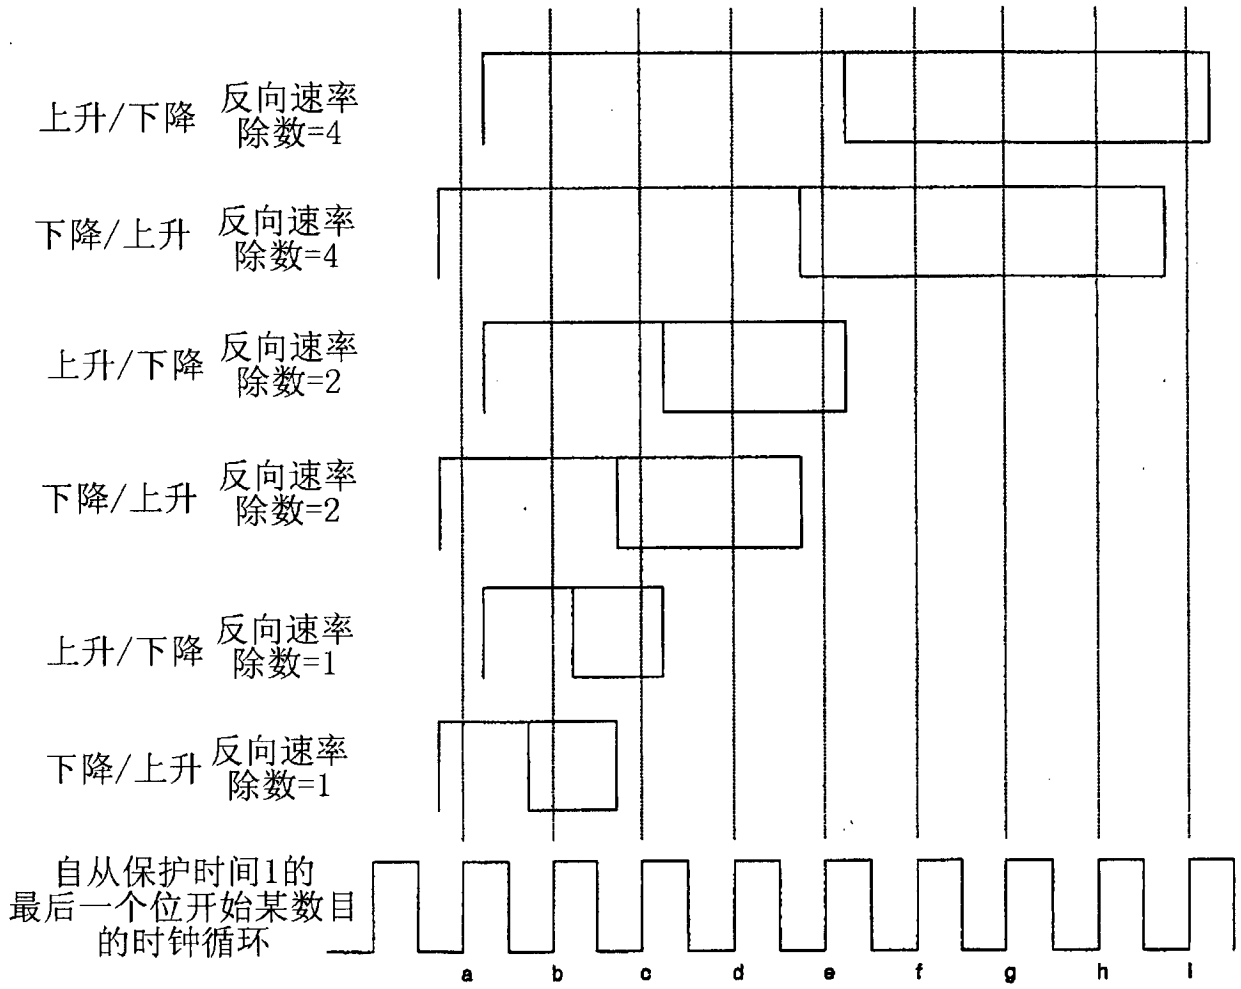 上升/下降 反向速率
除数=4
下降/上升 反向速率
除数=4
上升/下降 反向速率
除数=2
下降/上升 反向速率
除数=2
上升/下降 反向速率
除数=1
下降/上升 反向速率
除数=1
自从保护时间1的
最后一个位开始某数目
的时钟循环
a b c d e f g h i